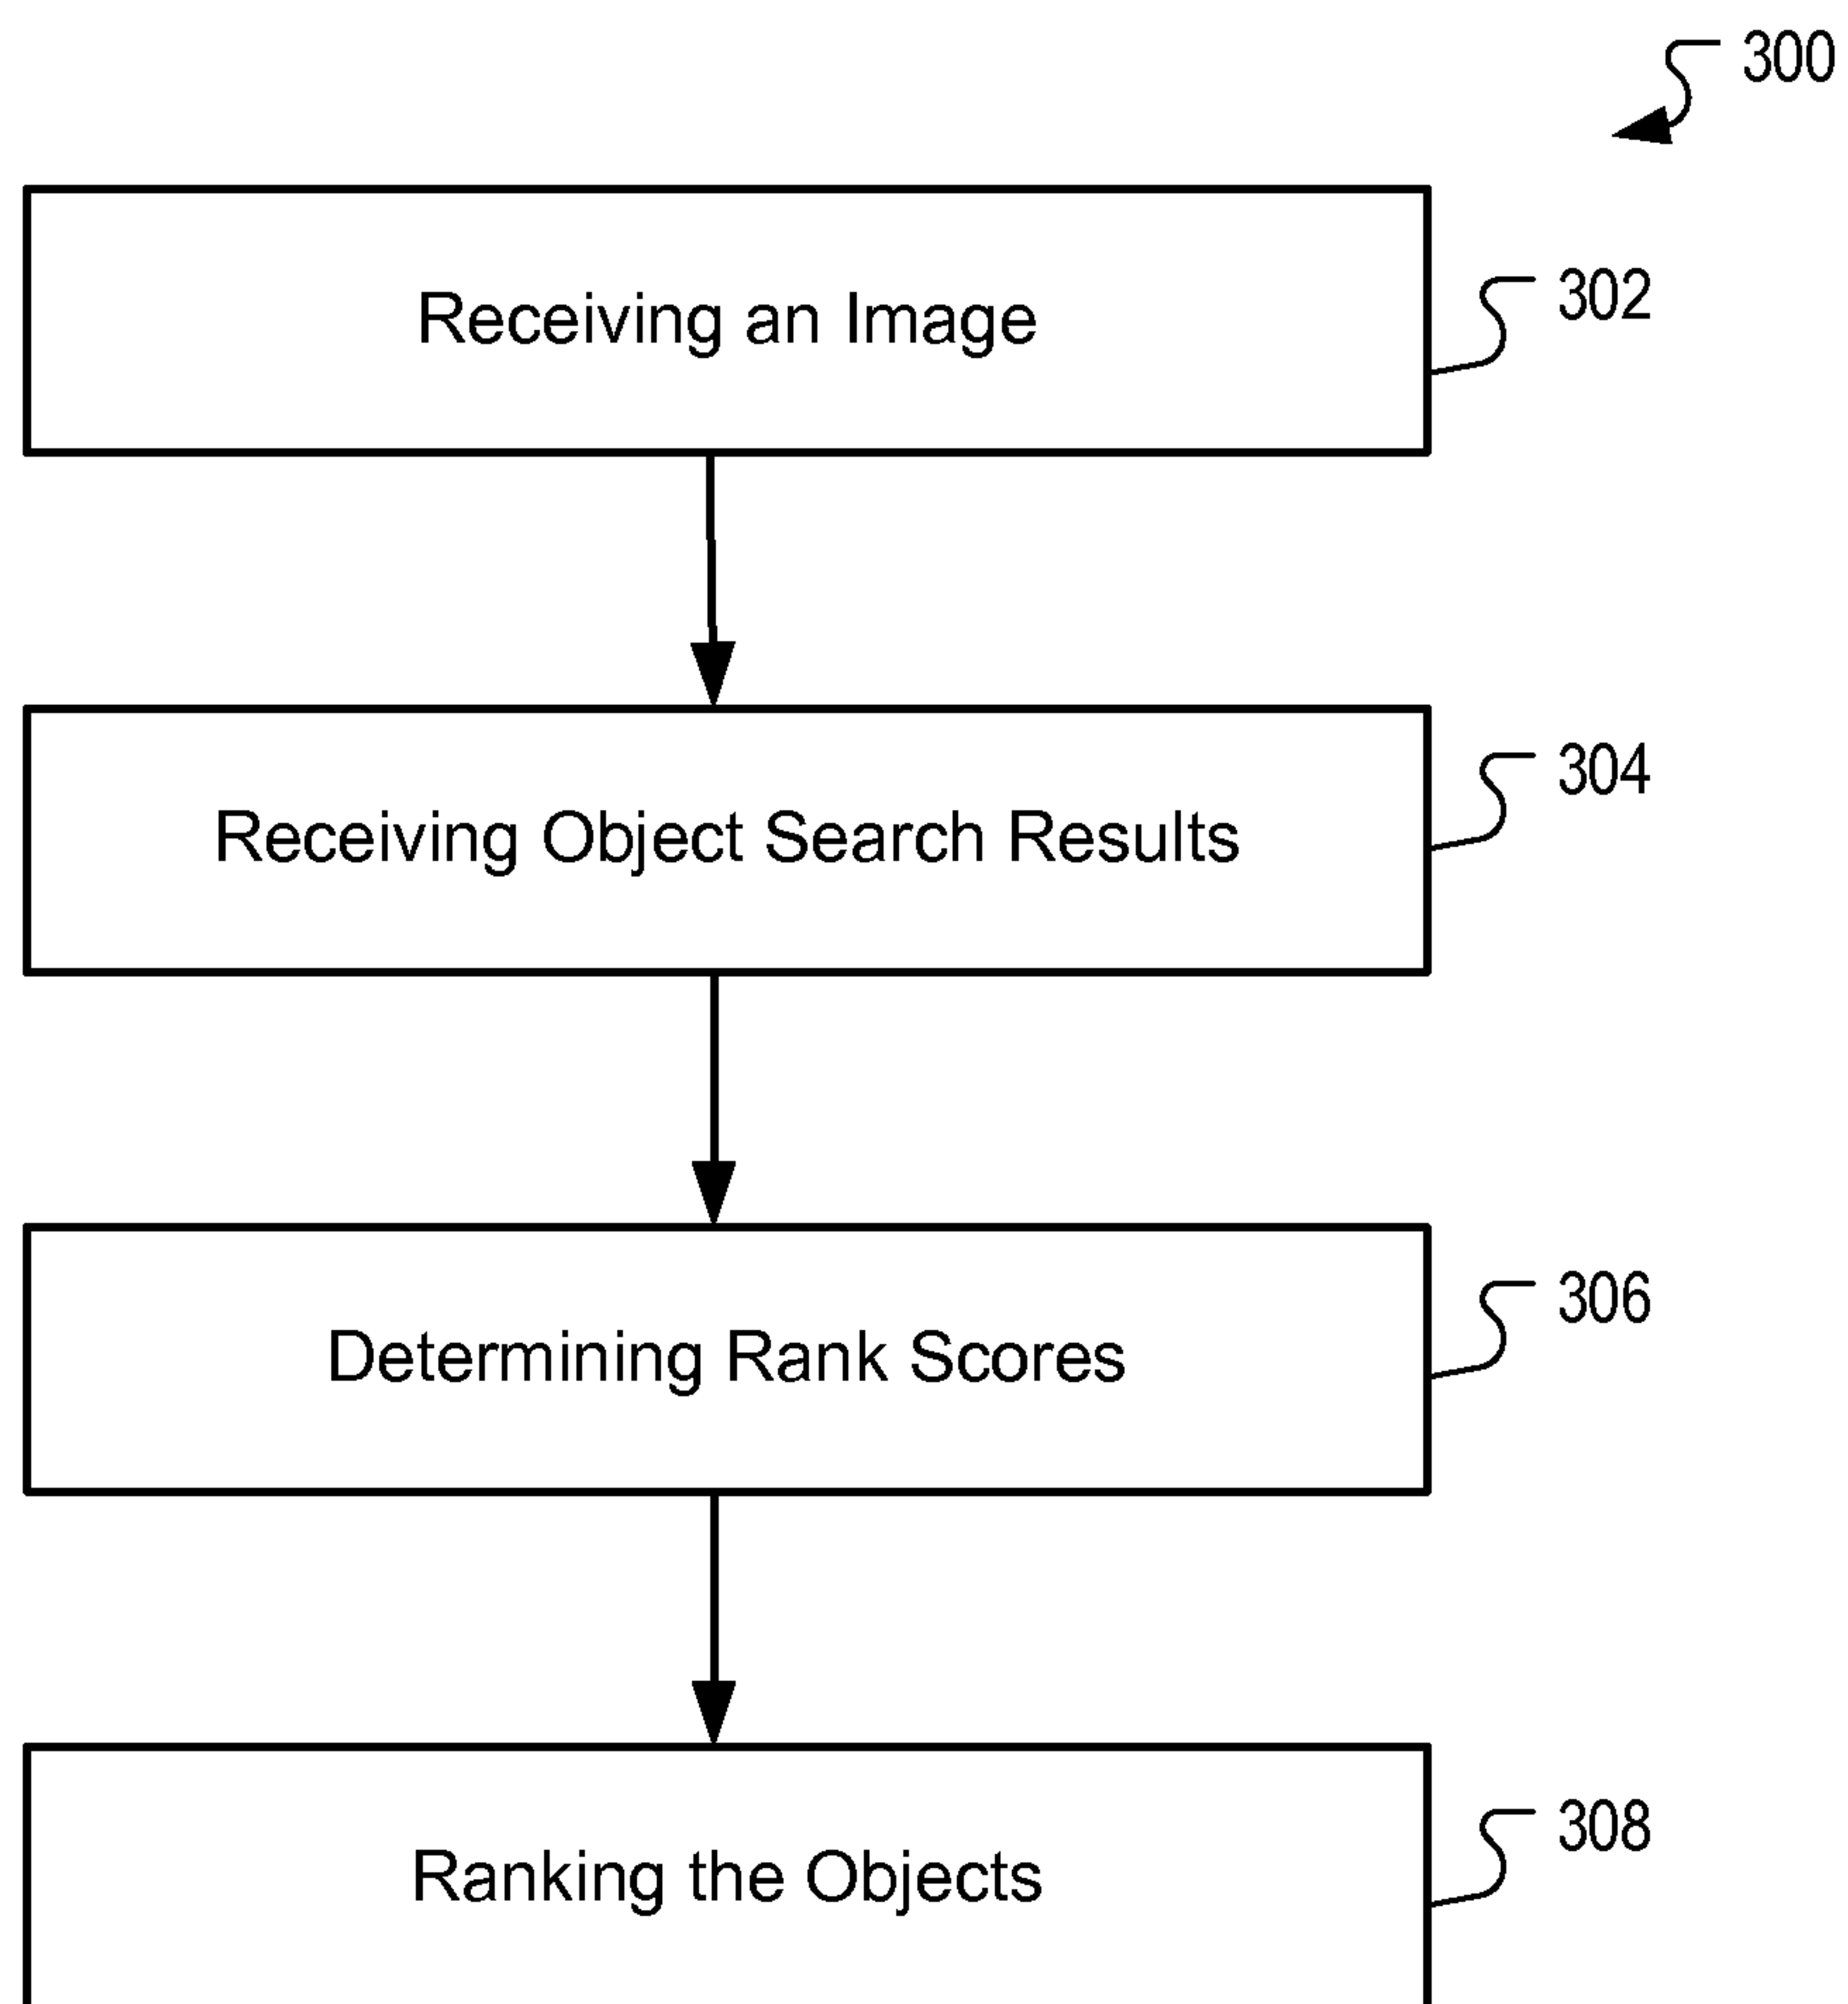 300
Receiving an Image
302
Receiving Object Search Results
304
Determining Rank Scores
306
Ranking the Objects
308